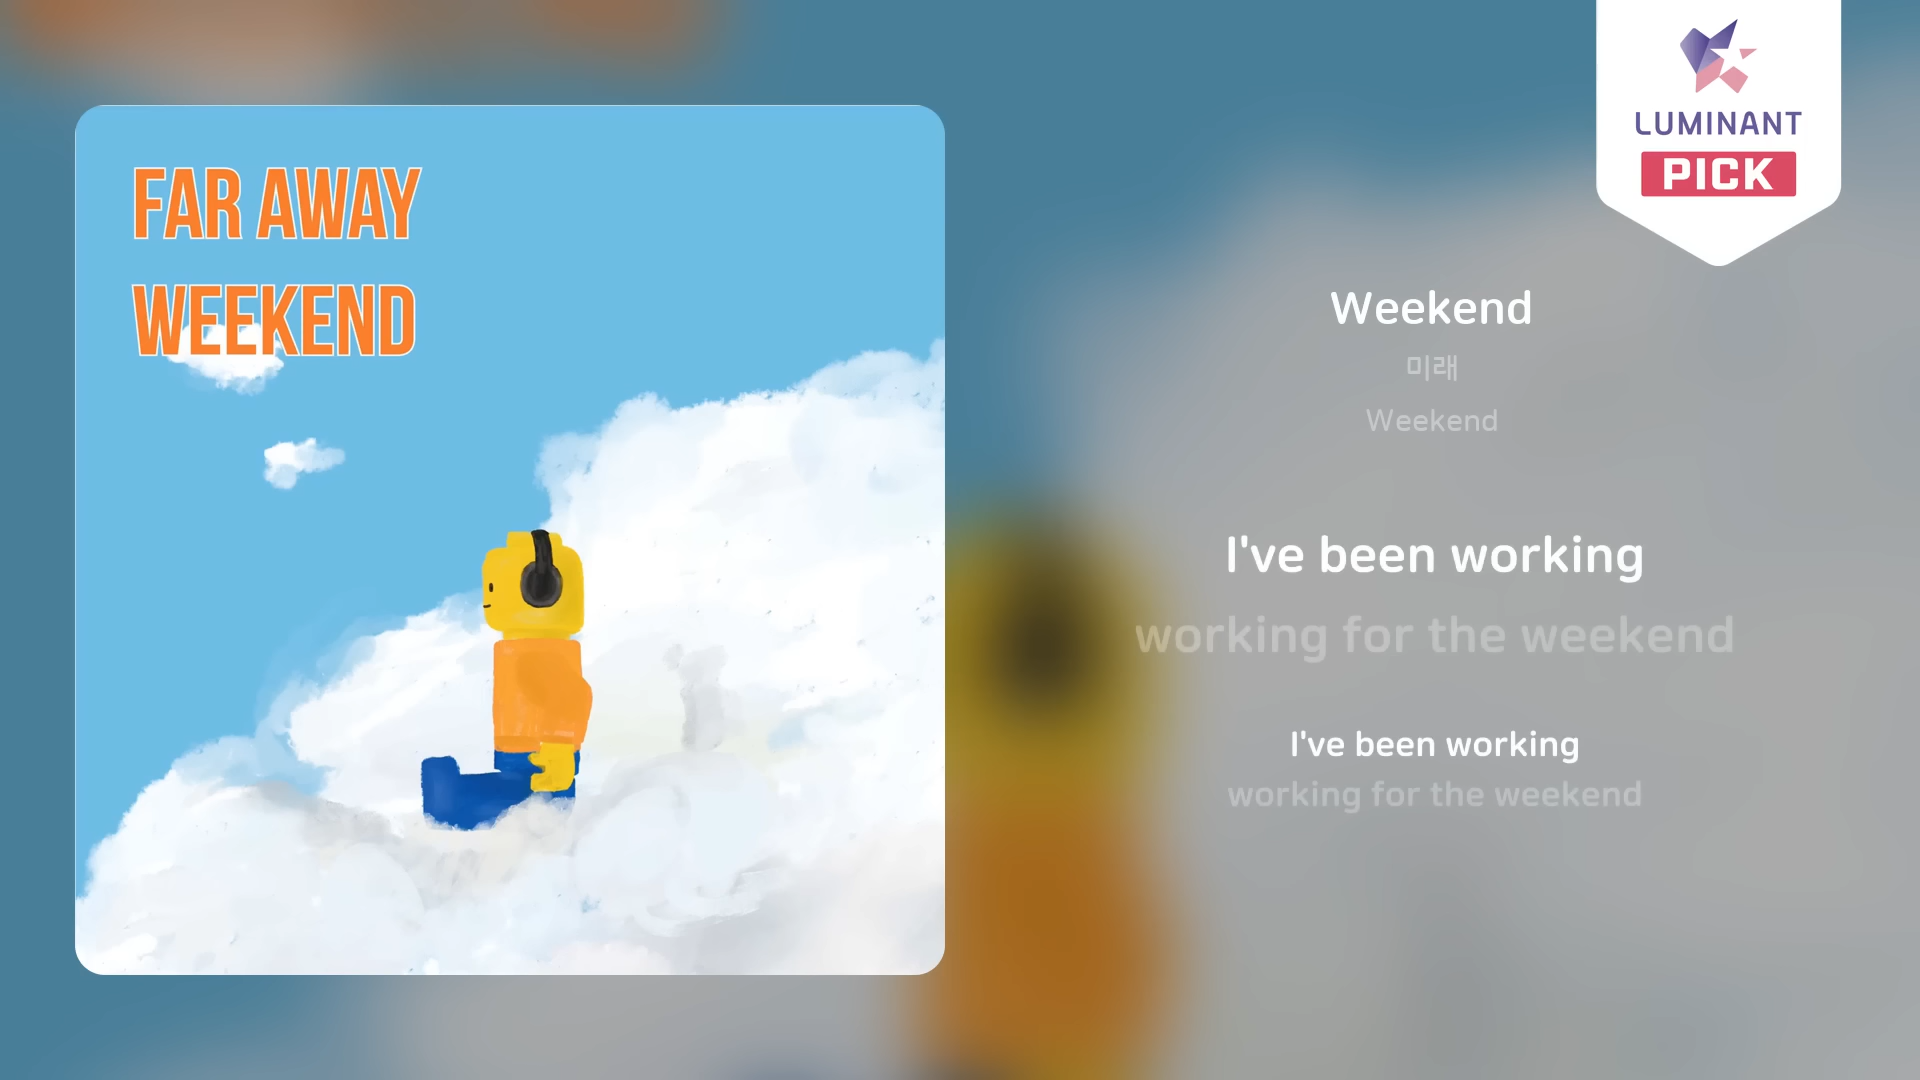 FAR AWAY
WEEKEND
LUMINANT
PICK
Weekend
미래
Weekend
I've been working
working for the weekend
I've been working
working for the weekend